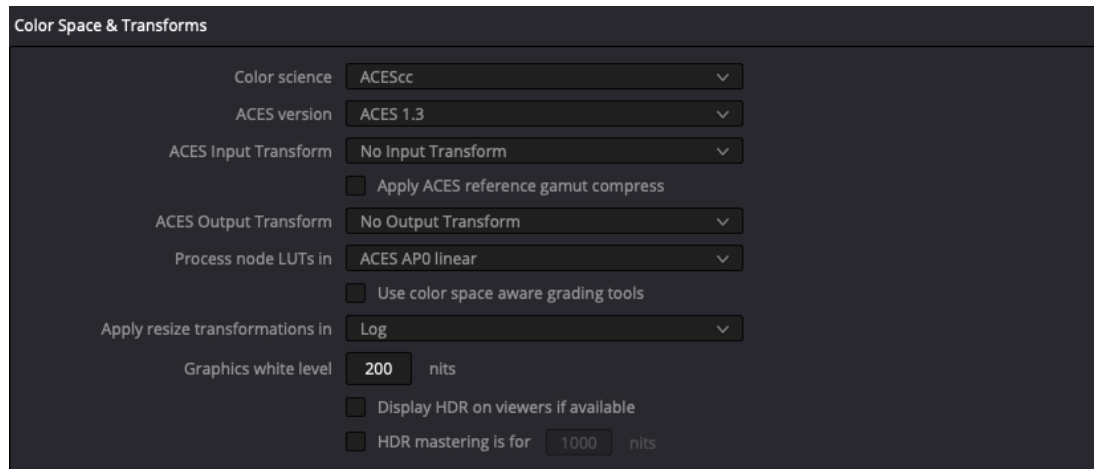 Color Space & Transforms
Color science ACEScc
ACES version ACES 1.3
ACES Input Transform No Input Transform
Apply ACES reference gamut compress
ACES Output Transform No Output Transform
Process node LUTs in ACES AP0 linear
Use color space aware grading tools
Apply resize transformations in Log
Graphics white level 200 nits
Display HDR on viewers if available
HDR mastering is for 1000 nits